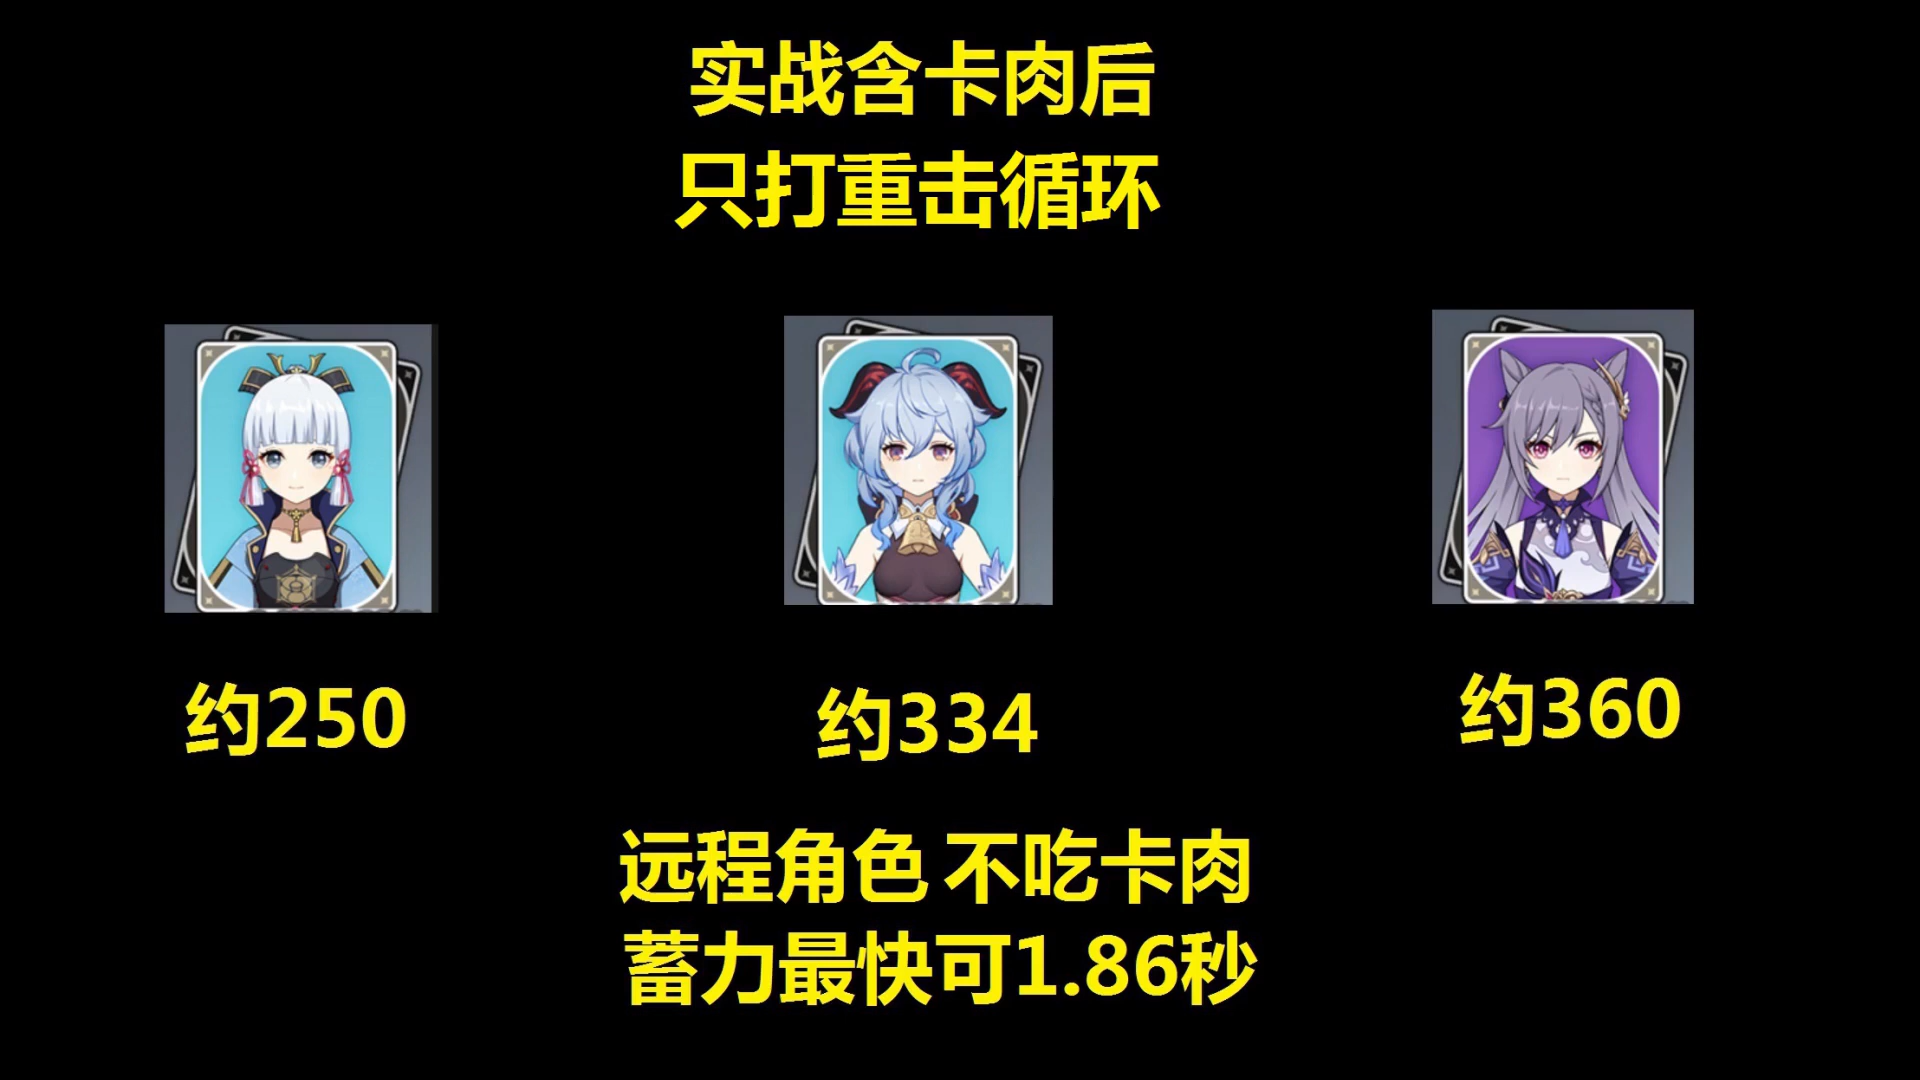 实战含卡肉后
只打重击循环
约250
约334
约360
远程角色 不吃卡肉
蓄力最快可1.86秒